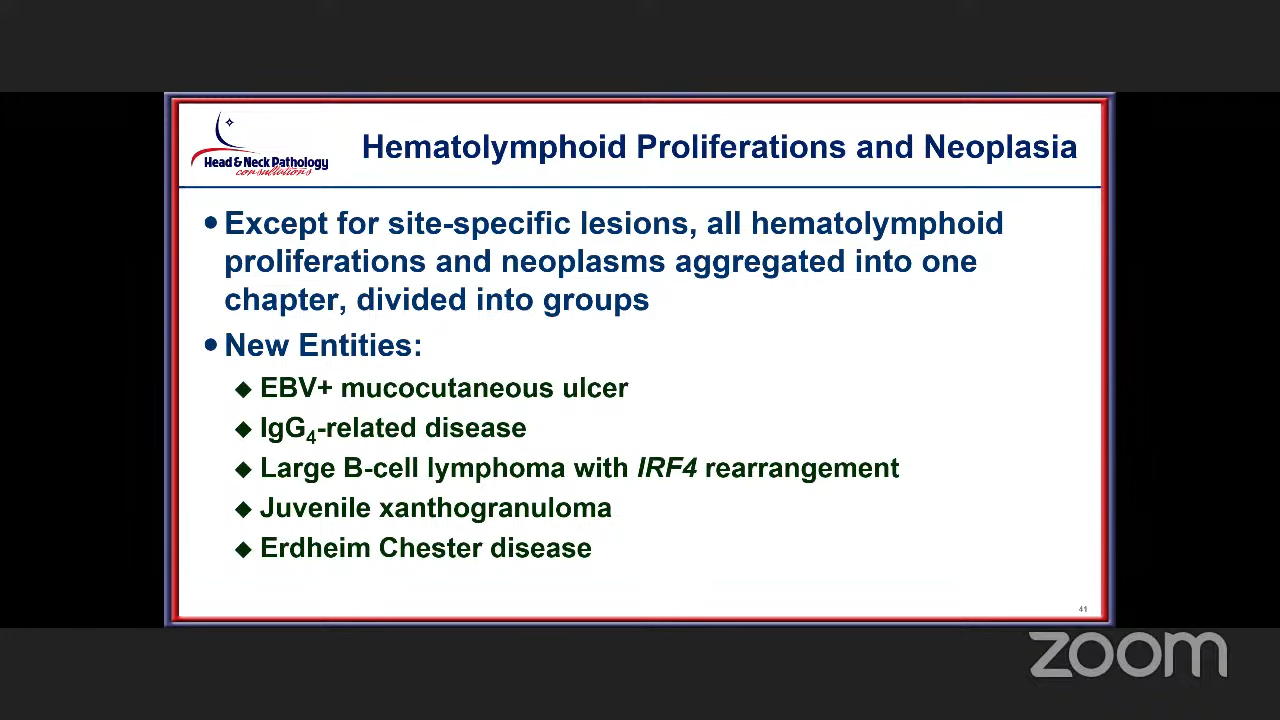 Head & Neck Pathology
consultations
Hematolymphoid Proliferations and Neoplasia
• Except for site-specific lesions, all hematolymphoid
proliferations and neoplasms aggregated into one
chapter, divided into groups
• New Entities:
◆ EBV+ mucocutaneous ulcer
◆ IgG4-related disease
◆ Large B-cell lymphoma with IRF4 rearrangement
◆ Juvenile xanthogranuloma
◆ Erdheim Chester disease
41
zoom